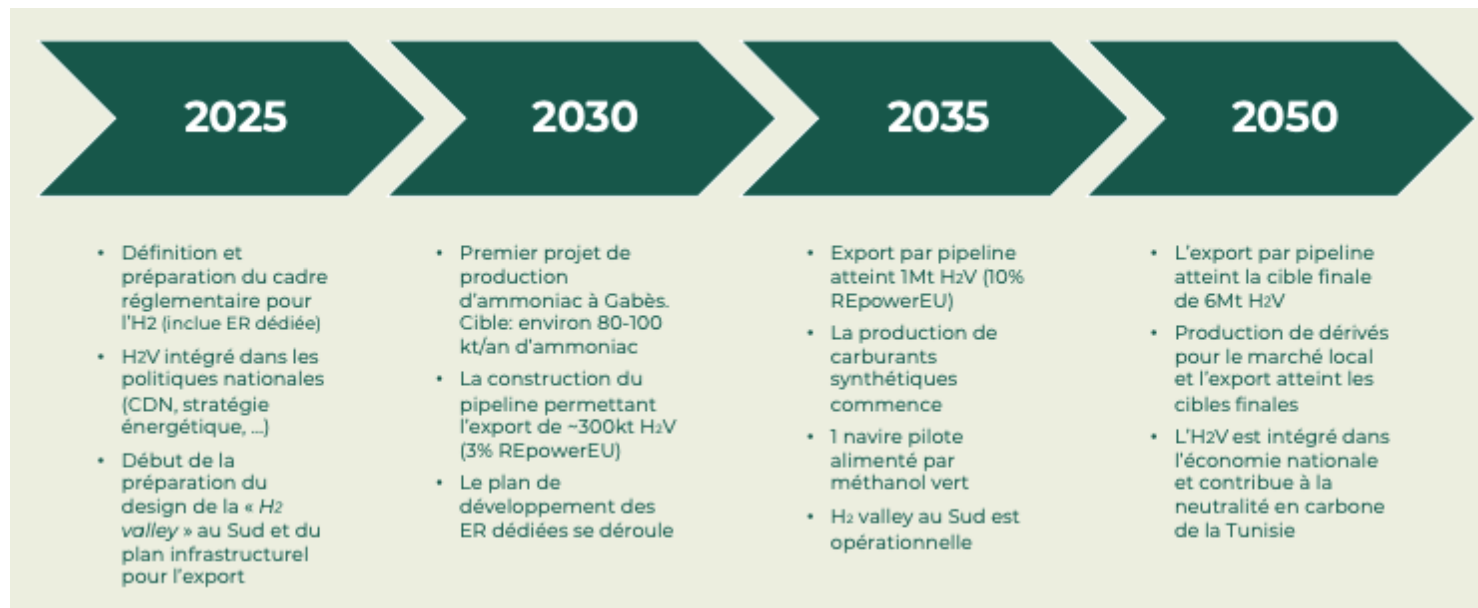 2025
• Définition et
préparation du cadre
réglementaire pour
l'H2 (inclue ER dédiée)
• H2V intégré dans les
politiques nationales
(CDN, stratégie
énergétique, ...)
• Début de la
préparation du
design de la « H2
valley » au Sud et du
plan infrastructurel
pour l'export
2030
• Premier projet de
production
d'ammoniac à Gabès.
Cible: environ 80-100
kt/an d'ammoniac
• La construction du
pipeline permettant
l'export de ~300kt H2V
(3% REpowerEU)
• Le plan de
développement des
ER dédiées se déroule
2035
• Export par pipeline
atteint 1Mt H2V (10%
REpowerEU)
• La production de
carburants
synthétiques
commence
• 1 navire pilote
alimenté par
méthanol vert
• H2 valley au Sud est
opérationnelle
2050
• L'export par pipeline
atteint la cible finale
de 6Mt H2V
• Production de dérivés
pour le marché local
et l'export atteint les
cibles finales
• L'H2V est intégré dans
l'économie nationale
et contribue à la
neutralité en carbone
de la Tunisie